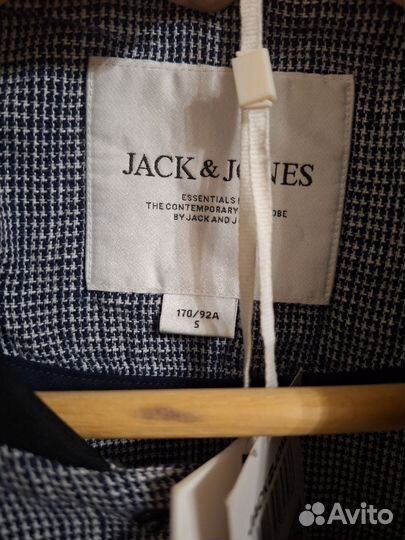 JACK & JONES
ESSENTIALS
THE CONTEMPORARY
BY JACK AND
170/92A
S
Avito